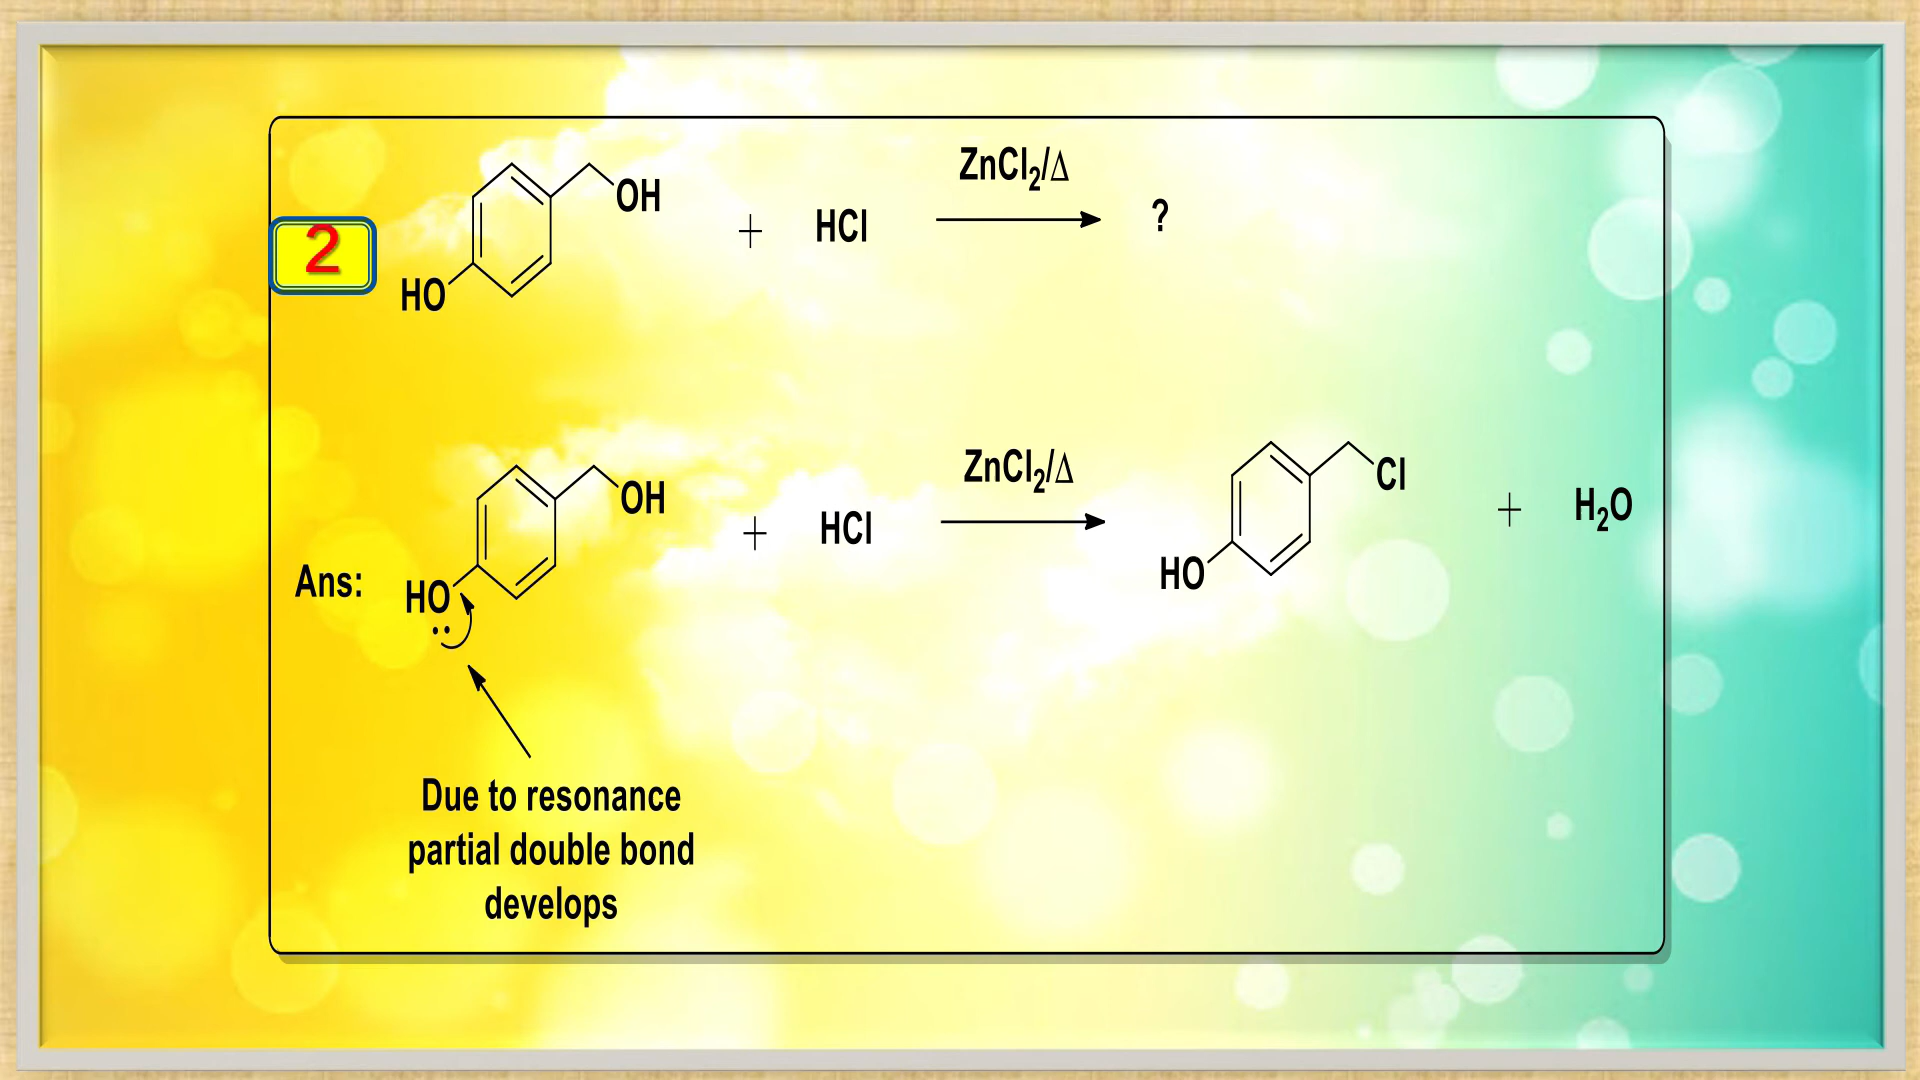 ZnCl₂/Δ
OH
+ HCl ?
2
HO
ZnCl₂/Δ
Cl
OH
+ HCl + H₂O
Ans: HO HO
Due to resonance
partial double bond
develops